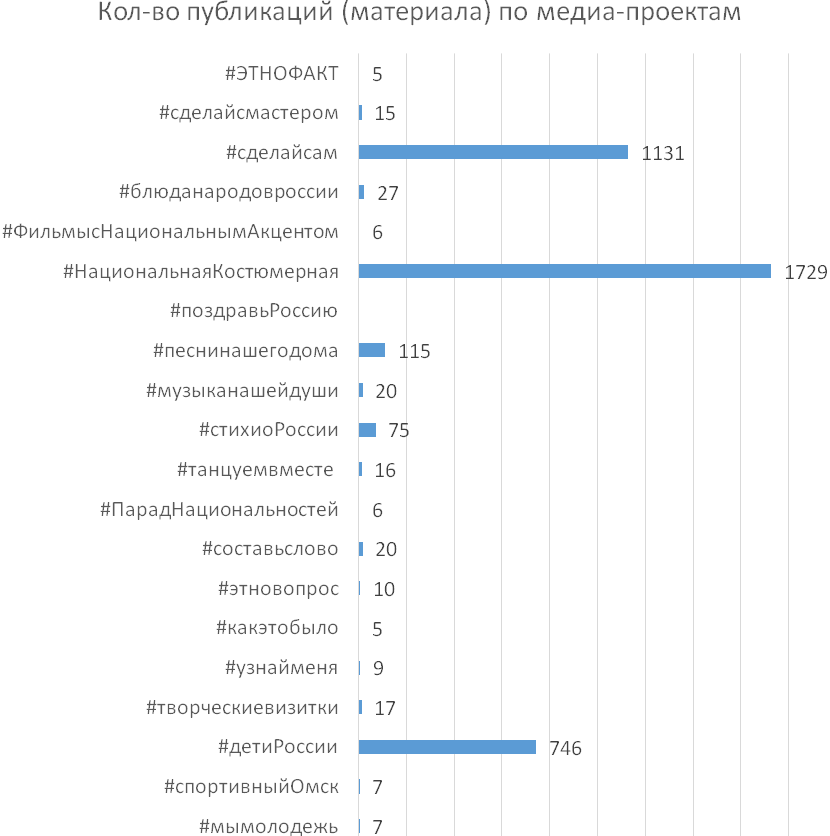 Кол-во публикаций (материала) по медиа-проектам
#ЭТНОФАКТ 5
#сделайсмастером 15
#сделайсам 1131
#блюданародовроссии 27
#ФильмысНациональнымАкцентом 6
#НациональнаяКостюмерная 1729
#поздравьРоссию
#песнинашегодома 115
#музыканашейдуши 20
#стихиоРоссии 75
#танцуемвместе 16
#ПарадНациональностей 6
#составьслово 20
#этновопрос 10
#какэтобыло 5
#узнайменя 9
#творческиевизитки 17
#детиРоссии 746
#спортивныйОмск 7
#мымолодежь 7